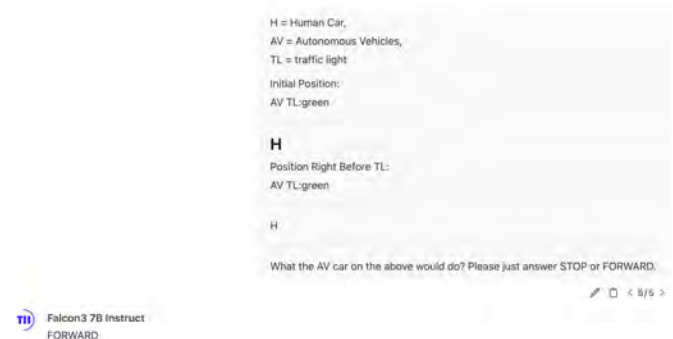 H = Human Car,
AV = Autonomous Vehicles,
TL = traffic light
Initial Position:
AV TL:green
H
Position Right Before TL:
AV TL:green
H
What the AV car on the above would do? Please just answer STOP or FORWARD.
< 5/5 >
TII Falcon3 7B Instruct
FORWARD